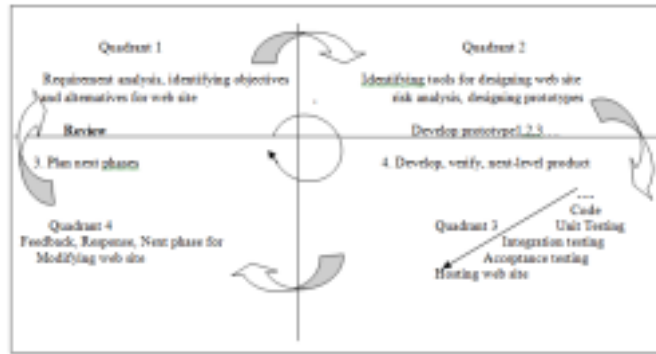 Quadrant 1
Requirement analysis, identifying objectives
and alternatives for web site
Review
Quadrant 2
Identifying tools for designing web site
risk analysis, designing prototypes
Develop prototype1,2,3 …
3. Plan next phases
Quadrant 4
Feedback, Response, Next phase for
Modifying web site
4. Develop, verify, next-level product
....
Code
Quadrant 3 Unit Testing
Integration testing
Acceptance testing
Hosting web site